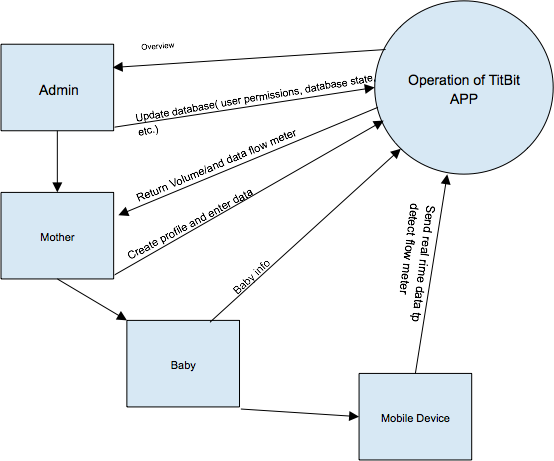 Overview
Admin
Operation of TitBit
APP
Update database( user permissions, database state,
etc.)
Return Volume/and data flow meter
Create profile and enter data
Mother
Baby info
Send real rime data tp
detect flow meter
Baby
Mobile Device